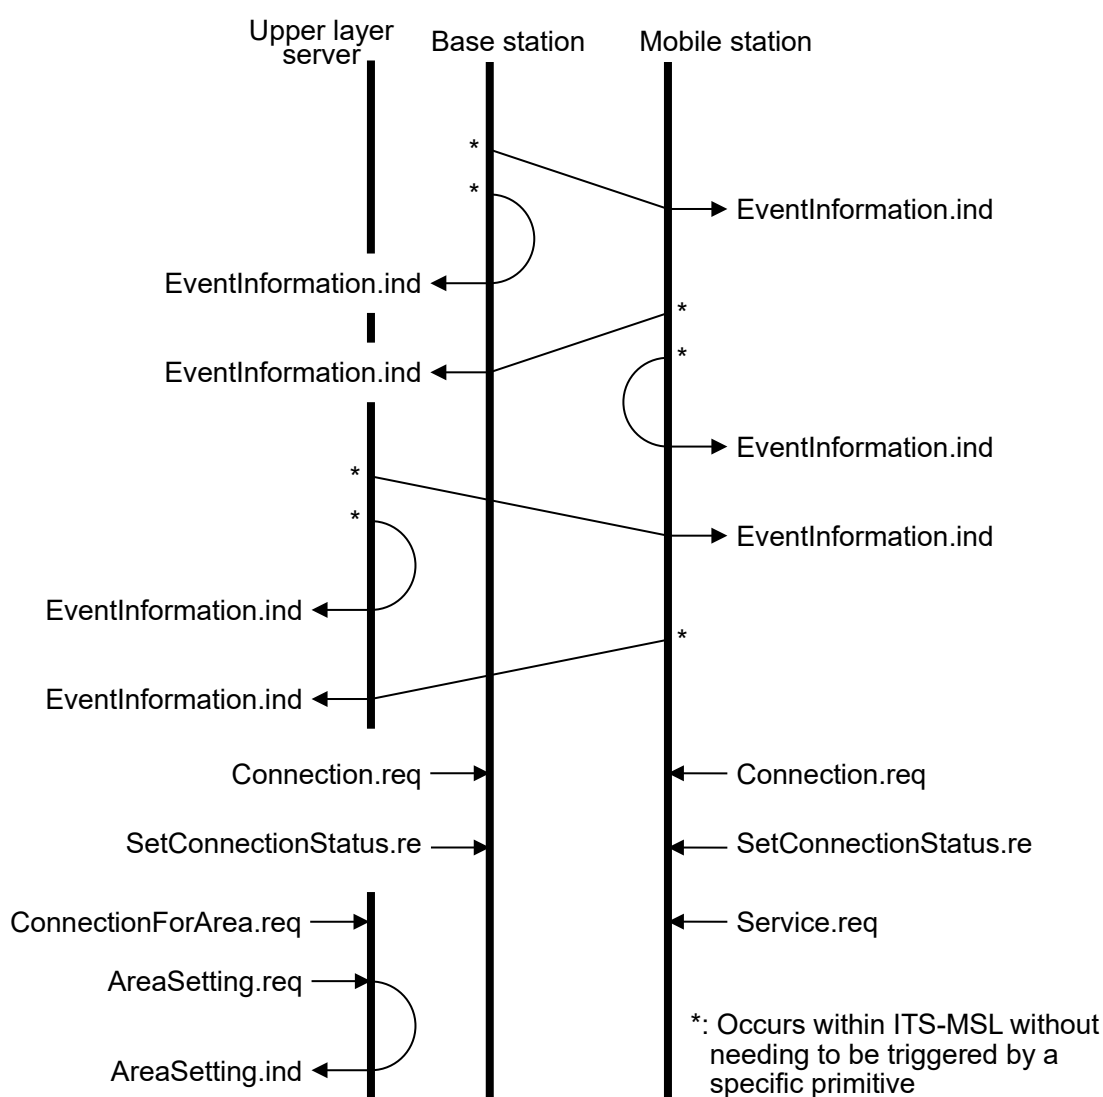 Upper layer
server
Base station
Mobile station
*
*
EventInformation.ind
EventInformation.ind
*
*
EventInformation.ind
EventInformation.ind
*
*
EventInformation.ind
EventInformation.ind
*
EventInformation.ind
Connection.req
Connection.req
SetConnectionStatus.re
SetConnectionStatus.re
ConnectionForArea.req
Service.req
AreaSetting.req
AreaSetting.ind
*: Occurs within ITS-MSL without
needing to be triggered by a
specific primitive